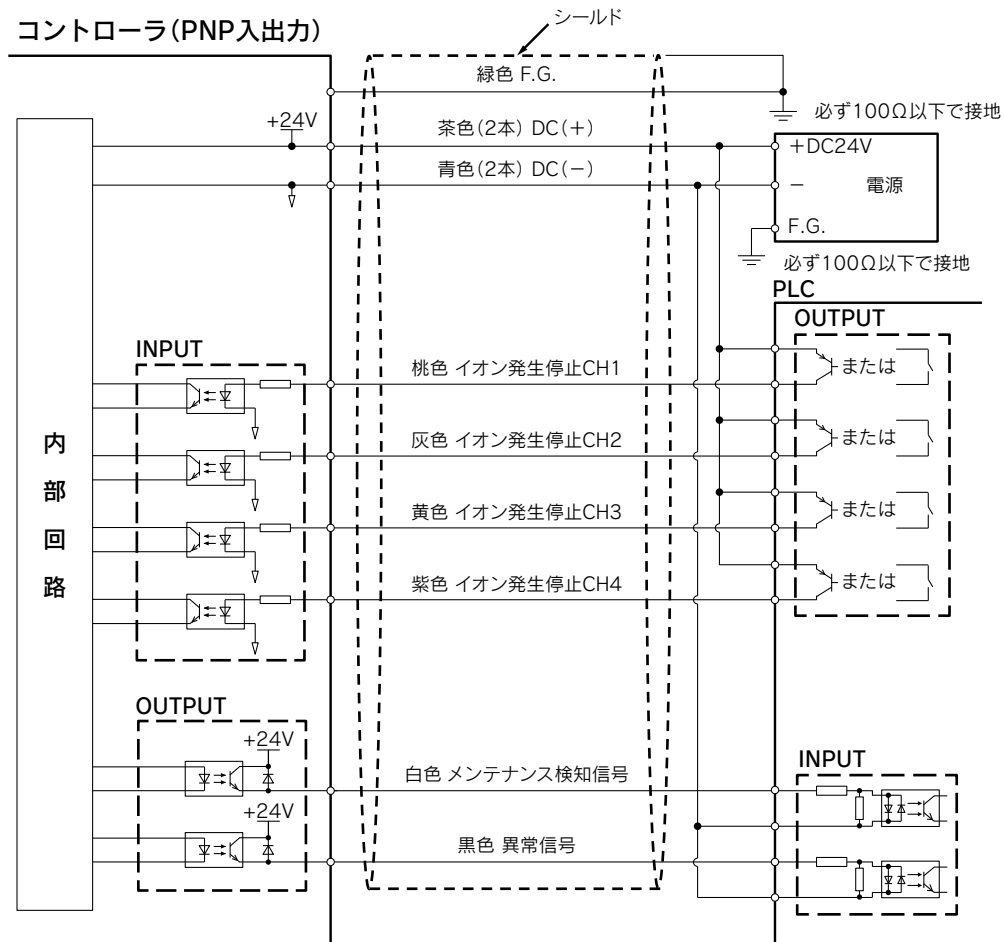 コントローラ(PNP入出力)
シールド
緑色 F.G.
必ず100Ω以下で接地
+24V
茶色(2本) DC(+)
+DC24V
青色(2本) DC(−)
−
電源
F.G.
必ず100Ω以下で接地
PLC
OUTPUT
INPUT
桃色 イオン発生停止CH1
または
灰色 イオン発生停止CH2
または
内部回路
黄色 イオン発生停止CH3
または
紫色 イオン発生停止CH4
または
OUTPUT
+24V
INPUT
白色 メンテナンス検知信号
+24V
黒色 異常信号